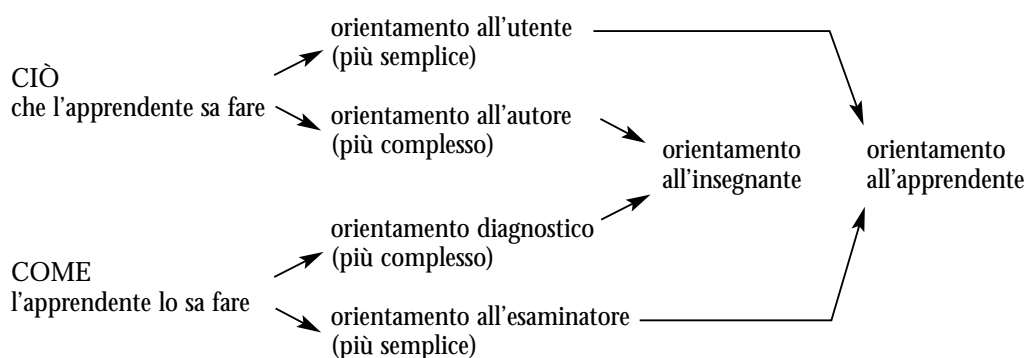 orientamento all'utente
(più semplice)
CIÒ
che l'apprendente sa fare
orientamento all'autore
(più complesso)
orientamento
all'insegnante
orientamento
all'apprendente
orientamento diagnostico
(più complesso)
COME
l'apprendente lo sa fare
orientamento all'esaminatore
(più semplice)